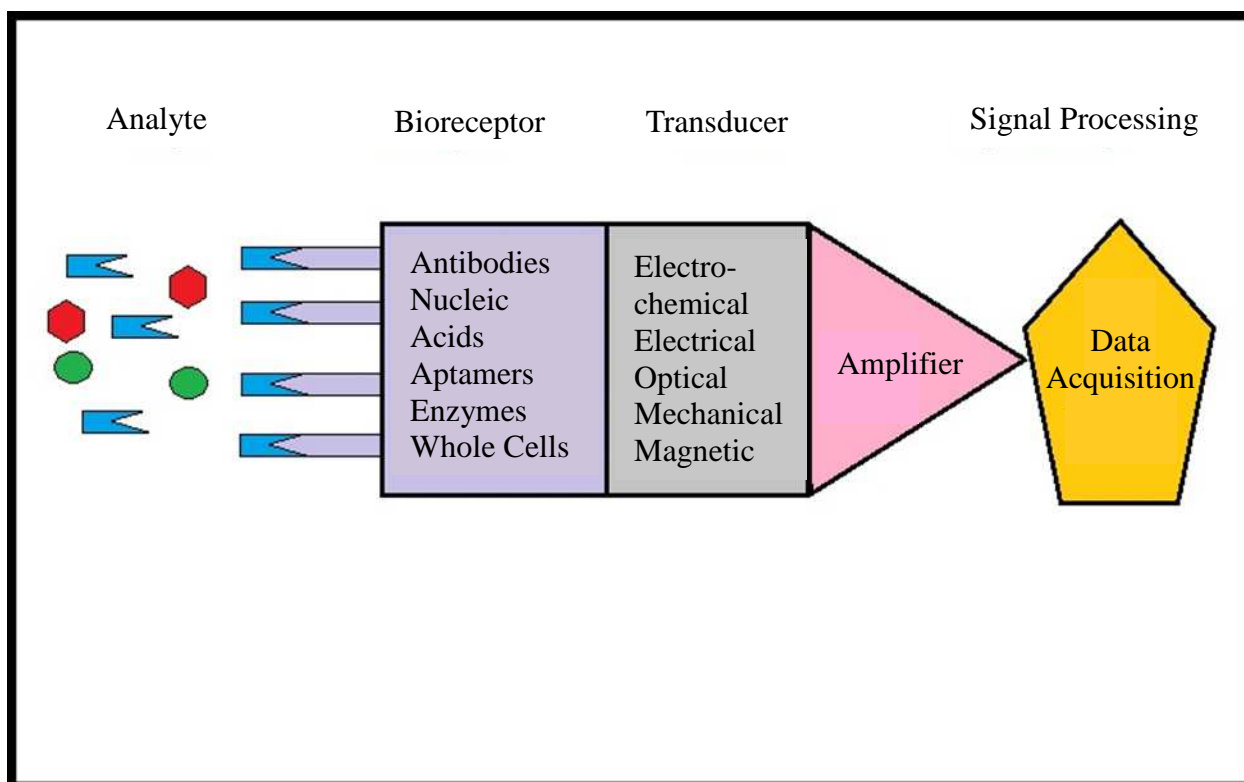 Analyte
Bioreceptor
Transducer
Signal Processing
Antibodies
Nucleic
Acids
Aptamers
Enzymes
Whole Cells
Electro-
chemical
Electrical
Optical
Mechanical
Magnetic
Amplifier
Data
Acquisition